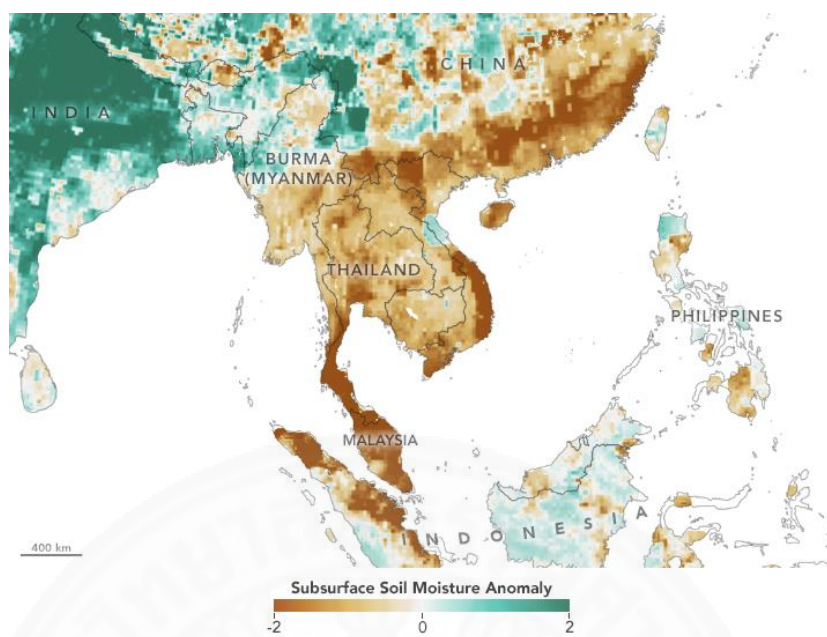 CHINA
INDIA
BURMA
(MYANMAR)
THAILAND
PHILIPPINES
MALAYSIA
INDONESIA
400 km
Subsurface Soil Moisture Anomaly
-2 0 2